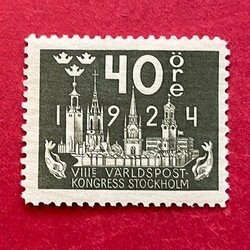 40 öre
1924
VIIIE VÄRLDSPOST-
KONGRESS STOCKHOLM